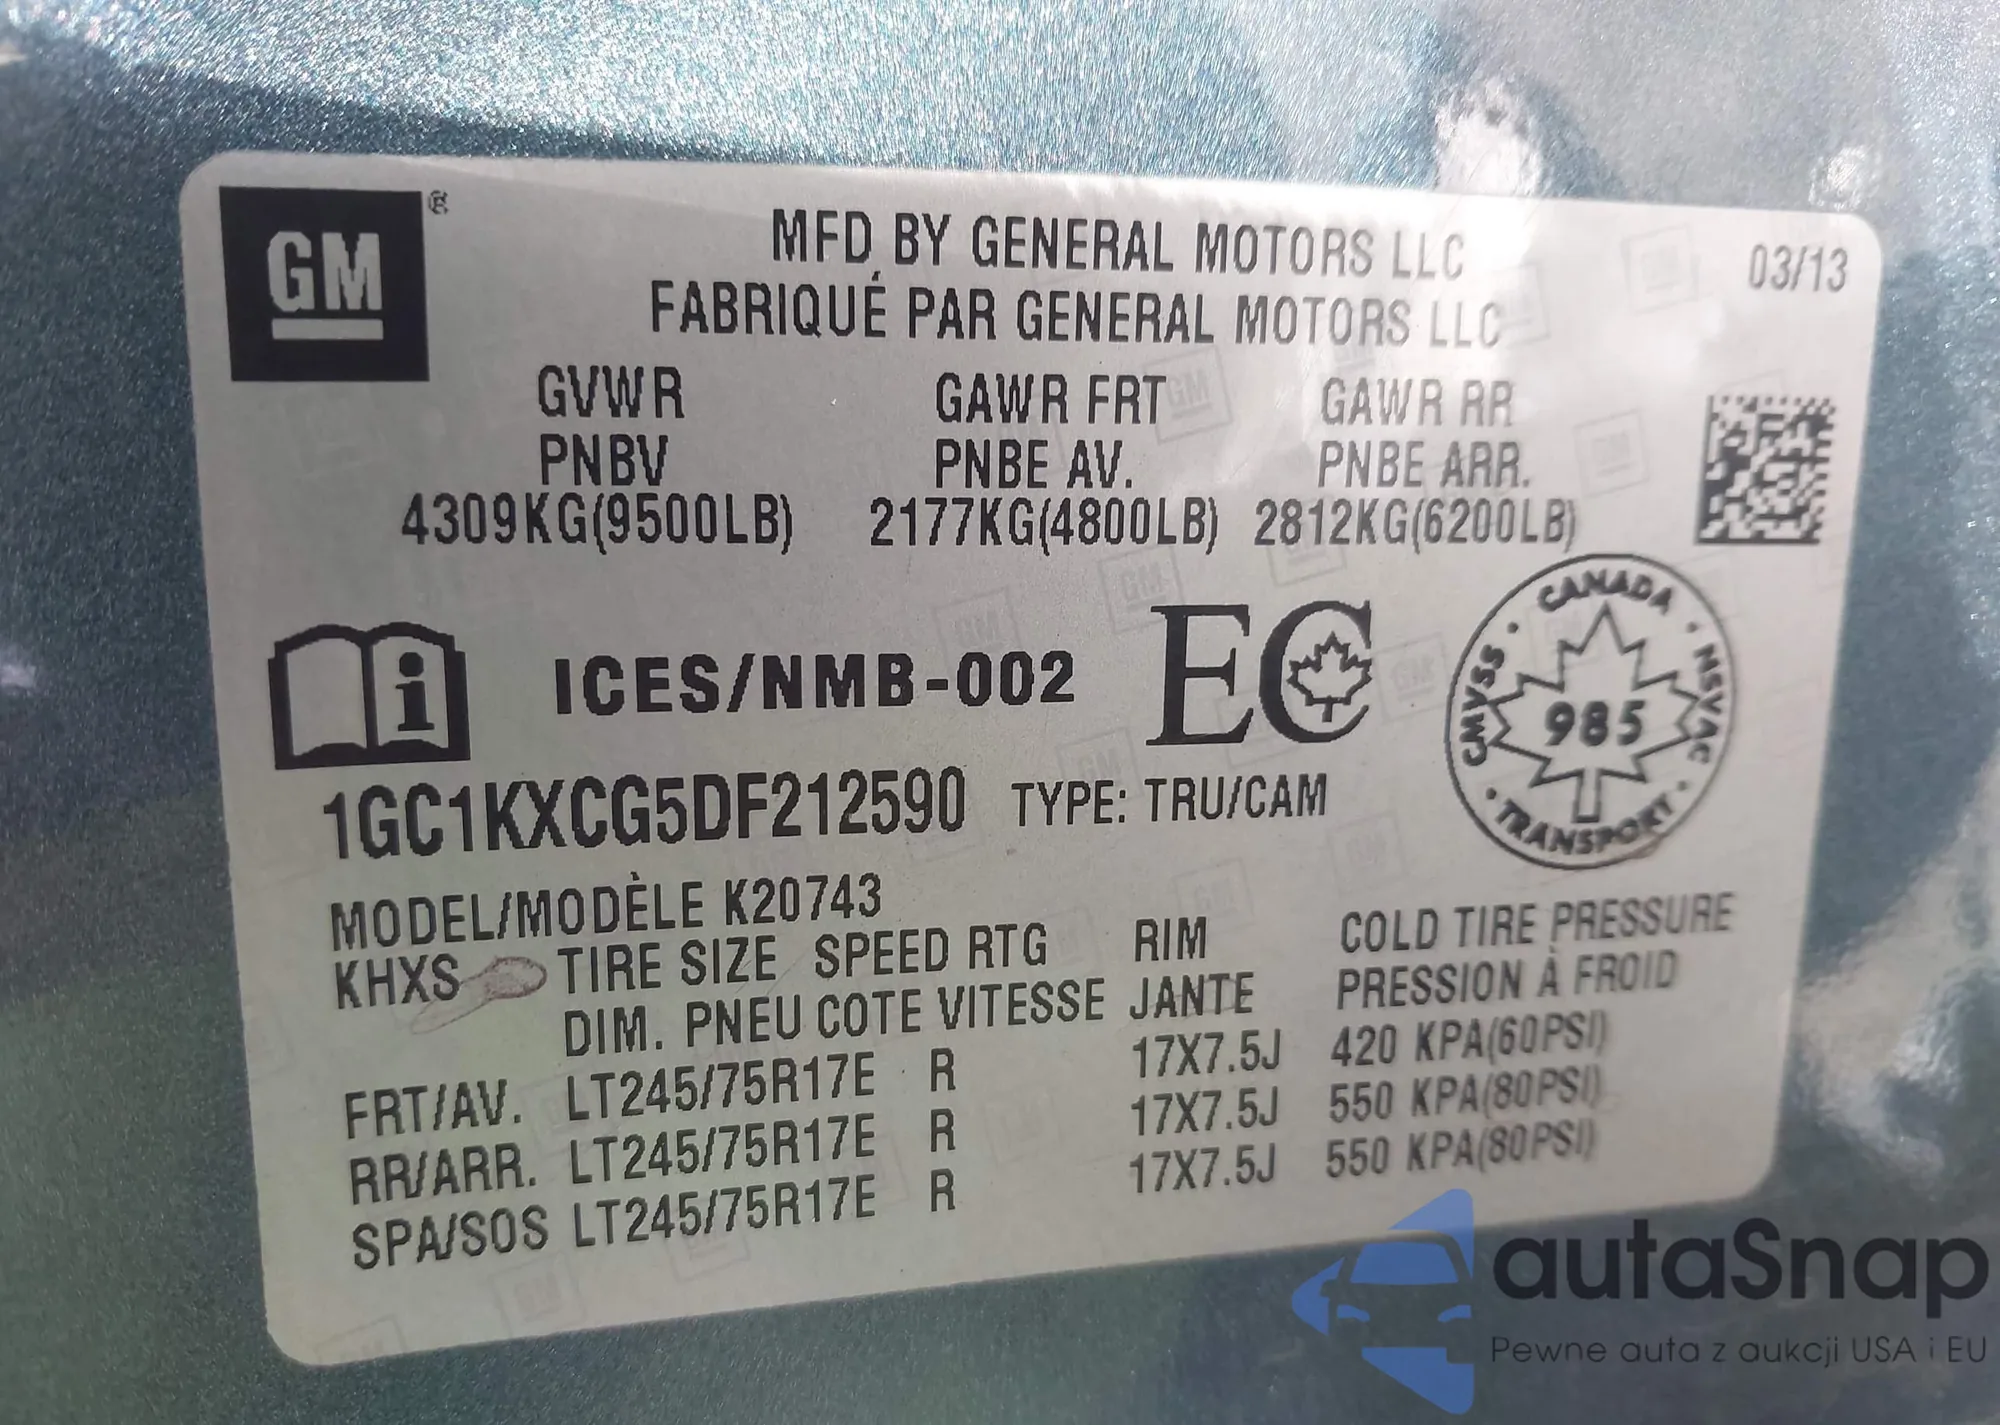 GM ®
MFD BY GENERAL MOTORS LLC
03/13
FABRIQUÉ PAR GENERAL MOTORS LLC
GVWR GAWR FRT GAWR RR
PNBV PNBE AV. PNBE ARR.
4309KG(9500LB) 2177KG(4800LB) 2812KG(6200LB)
i ICES/NMB-002 EC
CANADA
CMVSS • NSVAC
985
• TRANSPORT •
1GC1KXCG5DF212590 TYPE: TRU/CAM
MODEL/MODÈLE K20743
KHXS TIRE SIZE SPEED RTG RIM COLD TIRE PRESSURE
DIM. PNEU COTE VITESSE JANTE PRESSION À FROID
FRT/AV. LT245/75R17E R 17X7.5J 420 KPA(60PSI)
RR/ARR. LT245/75R17E R 17X7.5J 550 KPA(80PSI)
SPA/SOS LT245/75R17E R 17X7.5J 550 KPA(80PSI)
autaSnap
Pewne auta z aukcji USA i EU